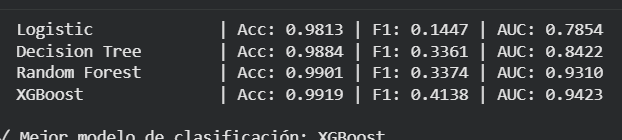 Logistic | Acc: 0.9813 | F1: 0.1447 | AUC: 0.7854
Decision Tree | Acc: 0.9884 | F1: 0.3361 | AUC: 0.8422
Random Forest | Acc: 0.9901 | F1: 0.3374 | AUC: 0.9310
XGBoost | Acc: 0.9919 | F1: 0.4138 | AUC: 0.9423
✓ Mejor modelo de clasificación: XGBoost